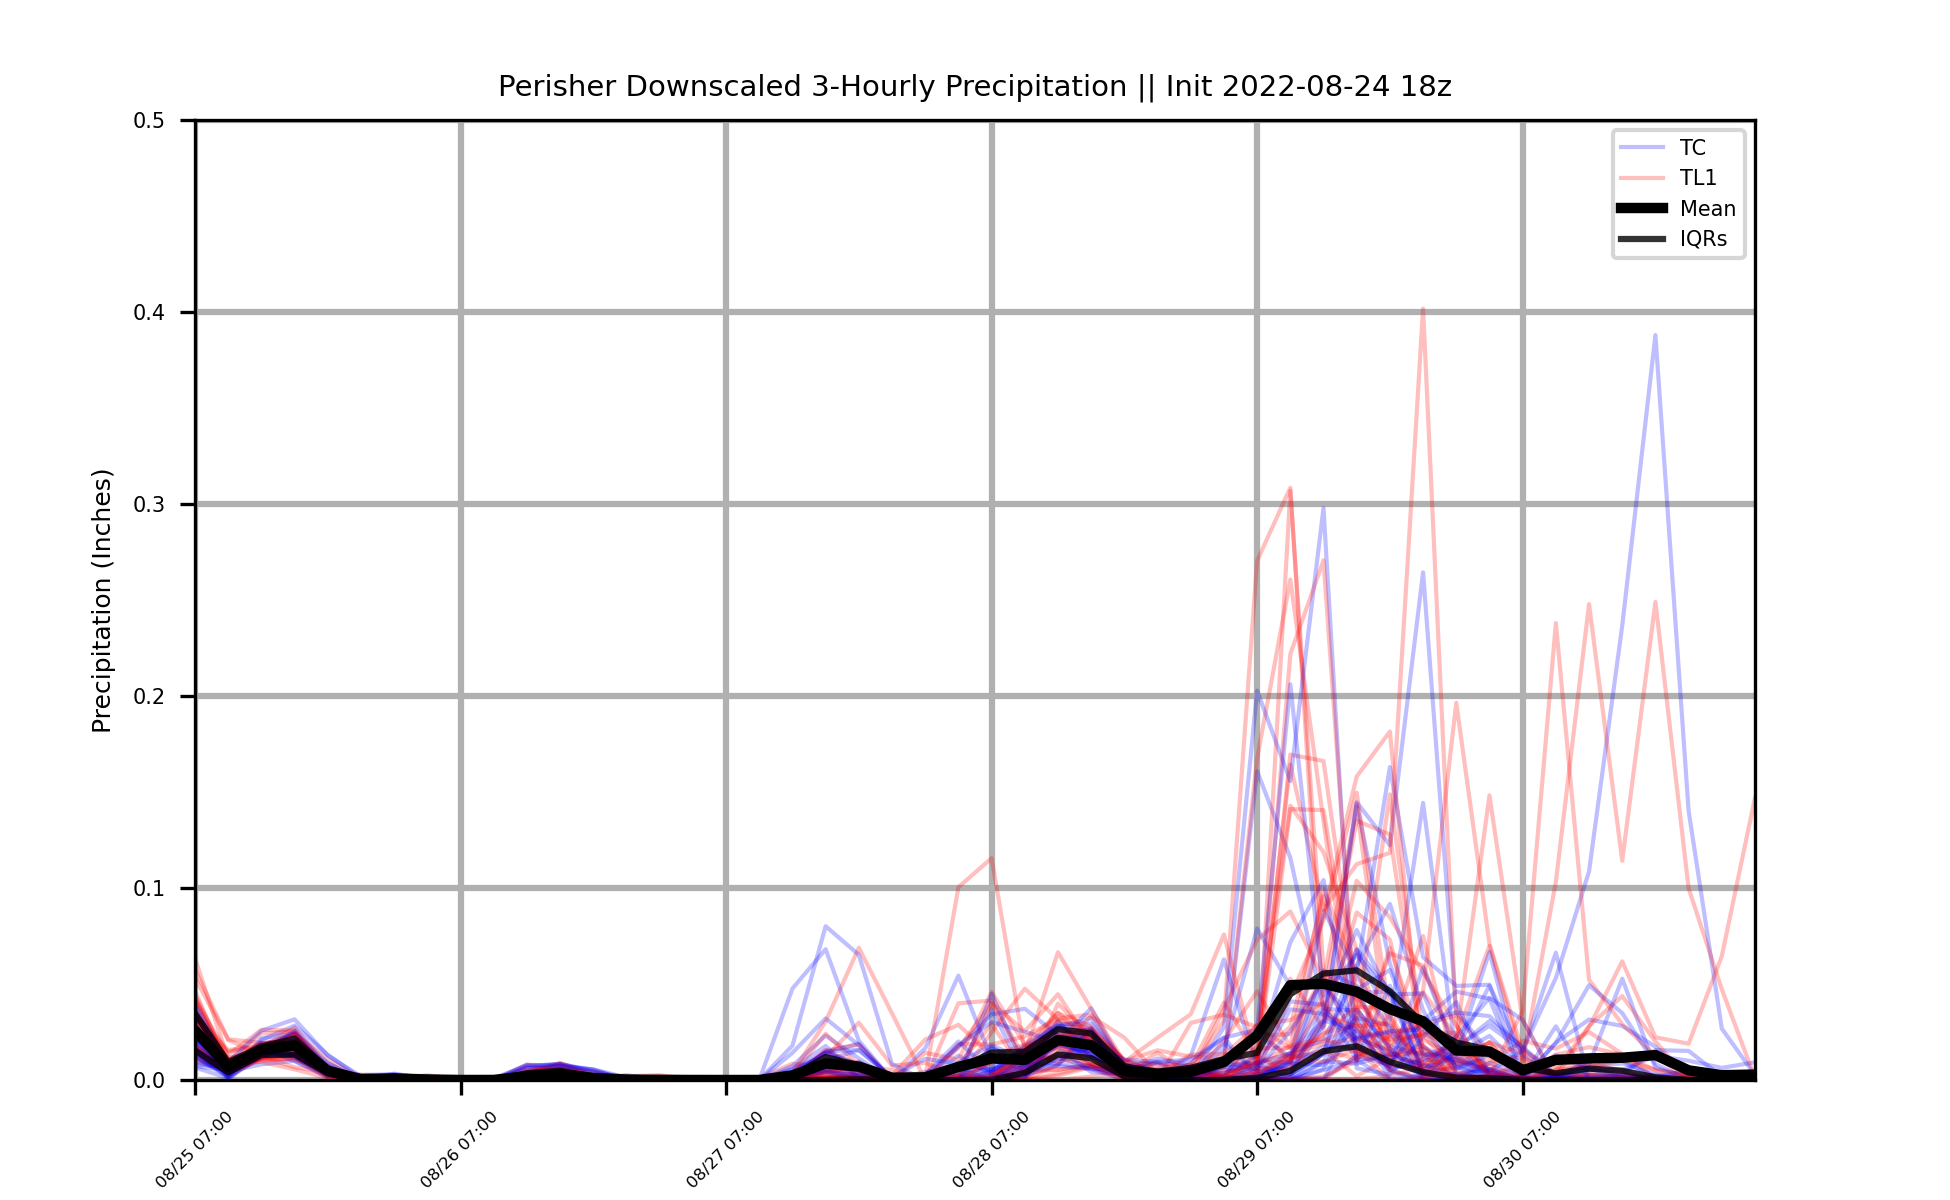 Perisher Downscaled 3-Hourly Precipitation || Init 2022-08-24 18z
Precipitation (Inches)
0.5
0.4
0.3
0.2
0.1
0.0
TC
TL1
Mean
IQRs
08/25 07:00
08/26 07:00
08/27 07:00
08/28 07:00
08/29 07:00
08/30 07:00